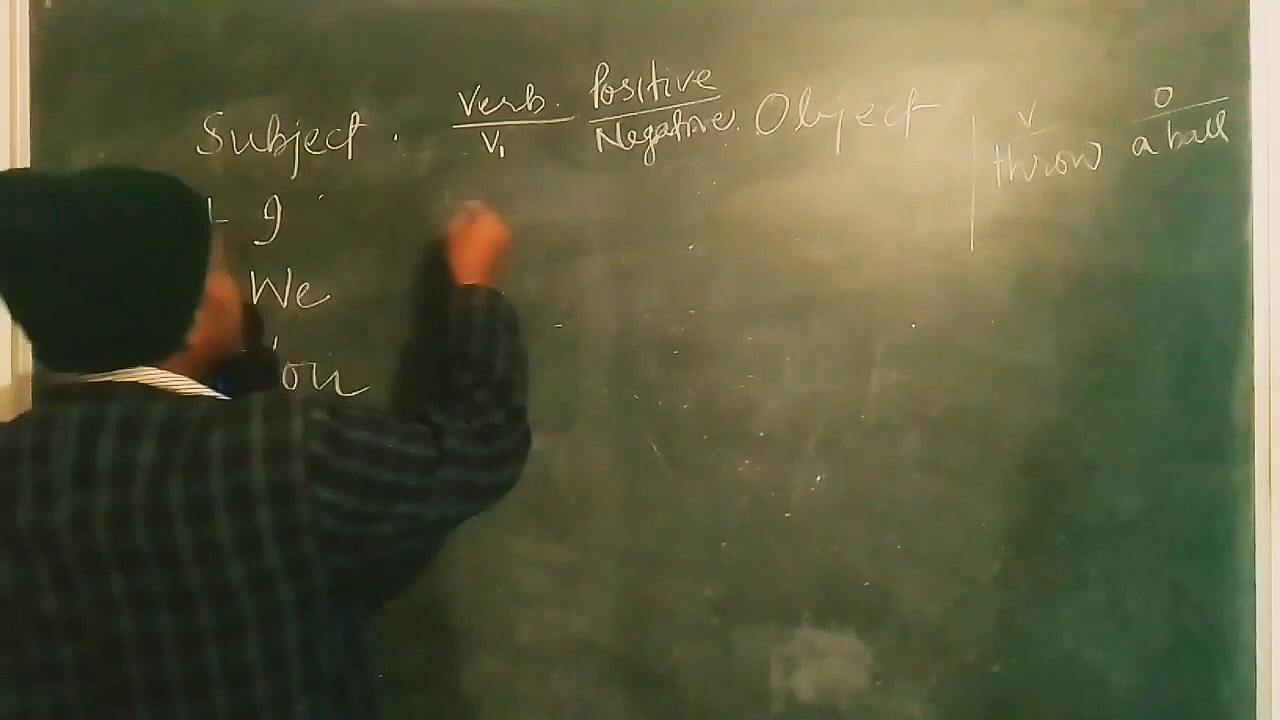 Subject. Verb. Positive Object
V₁ Negative.
V O
throw a ball
I
We
You